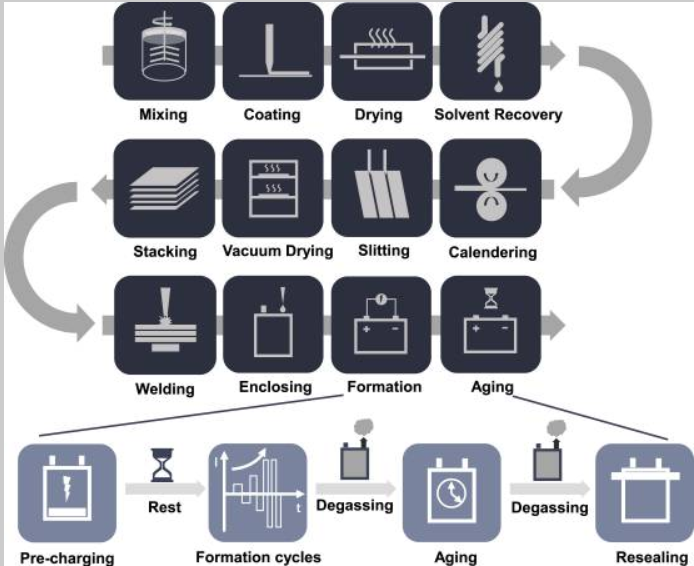 Mixing
Coating
Drying
Solvent Recovery
Stacking
Vacuum Drying
Slitting
Calendering
Welding
Enclosing
Formation
Aging
Rest
I
t
Degassing
Degassing
Pre-charging
Formation cycles
Aging
Resealing